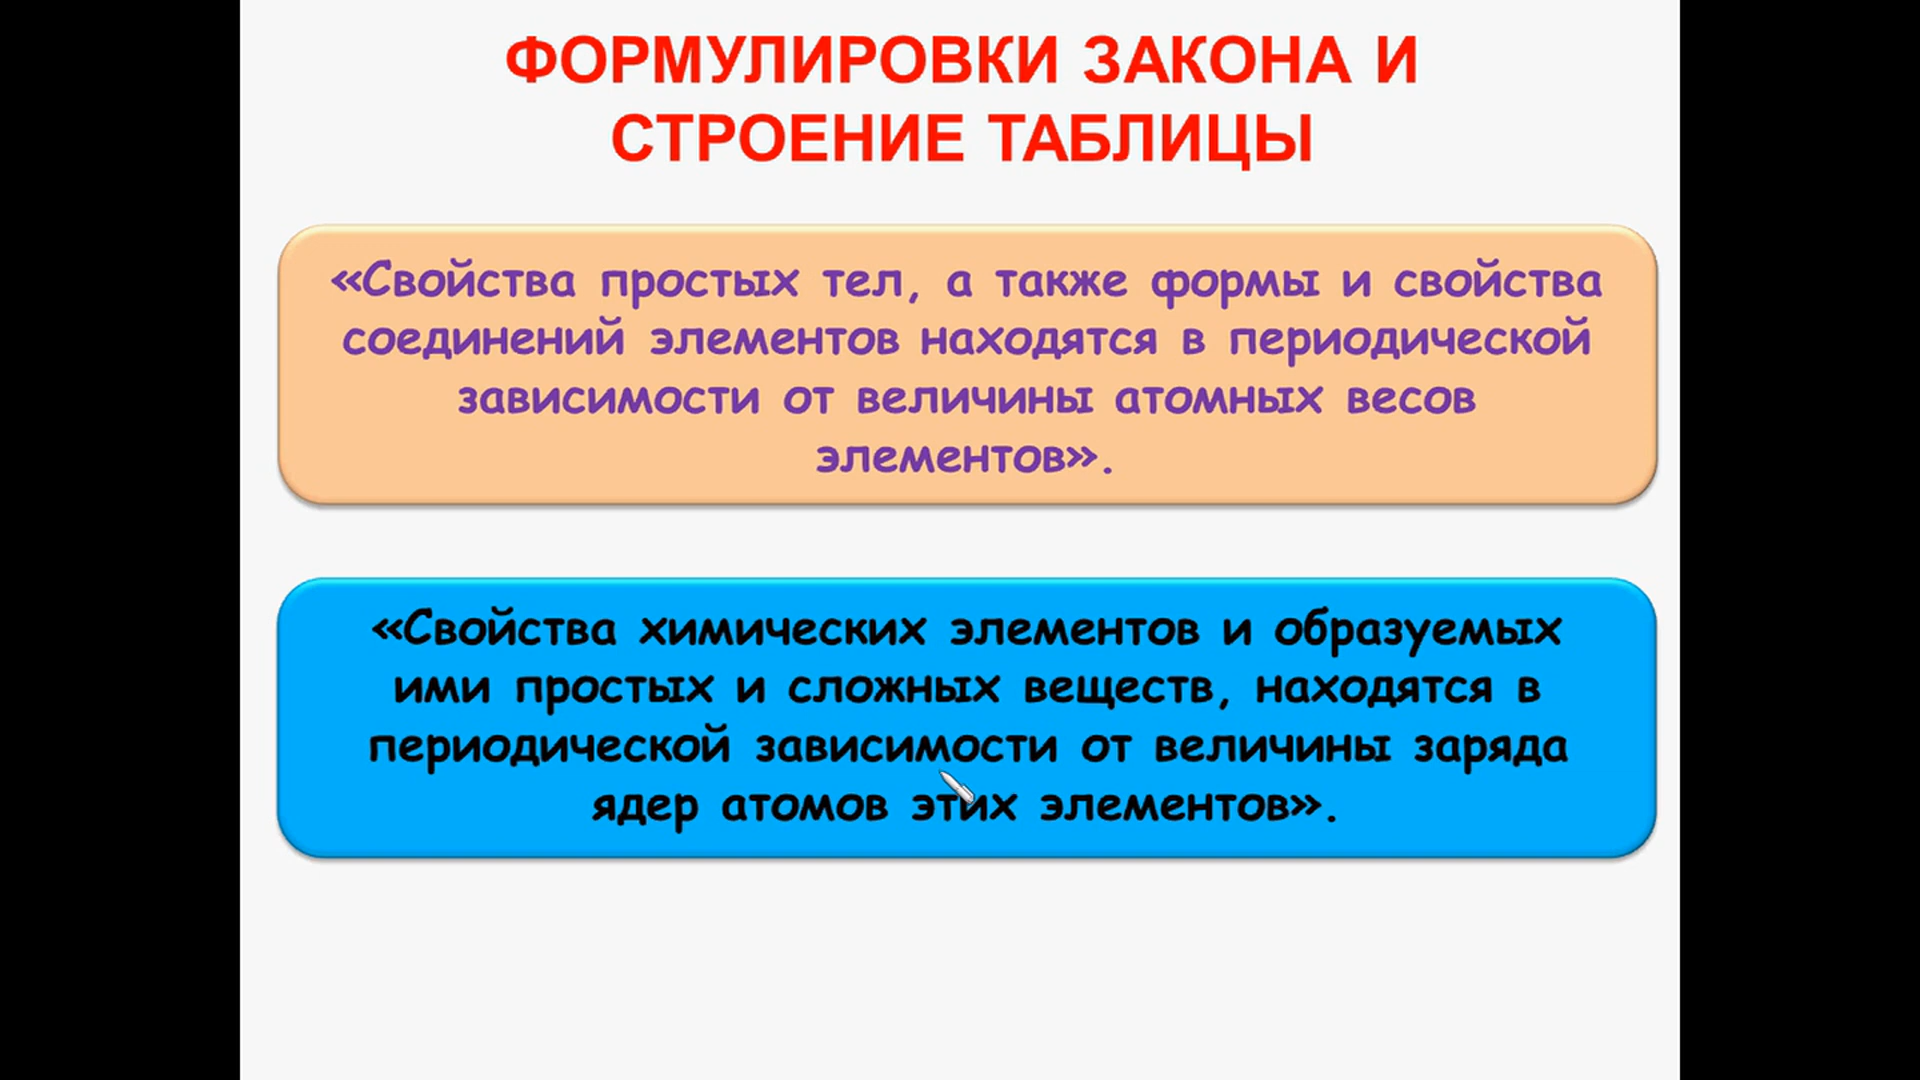 ФОРМУЛИРОВКИ ЗАКОНА И
СТРОЕНИЕ ТАБЛИЦЫ
«Свойства простых тел, а также формы и свойства
соединений элементов находятся в периодической
зависимости от величины атомных весов
элементов».
«Свойства химических элементов и образуемых
ими простых и сложных веществ, находятся в
периодической зависимости от величины заряда
ядер атомов этих элементов».